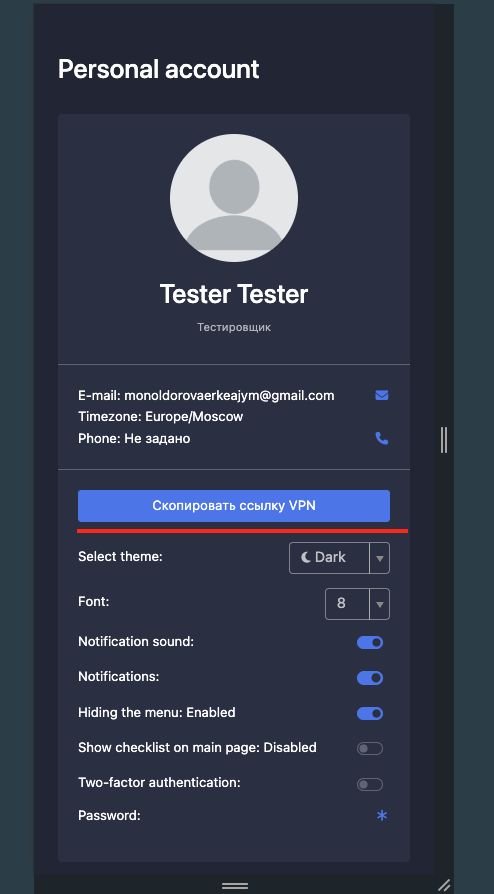 Personal account
Tester Tester
Тестировщик
E-mail: monoldorovaerkeajym@gmail.com
Timezone: Europe/Moscow
Phone: Не задано
Скопировать ссылку VPN
Select theme: Dark
Font: 8
Notification sound:
Notifications:
Hiding the menu: Enabled
Show checklist on main page: Disabled
Two-factor authentication:
Password: